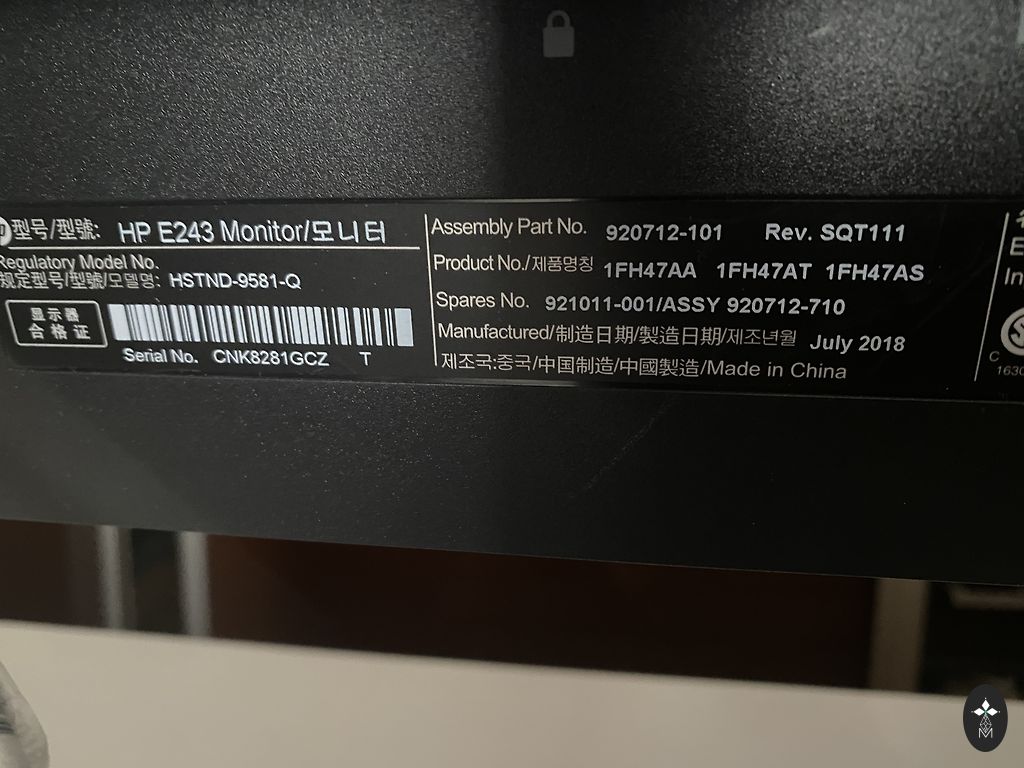 型号/型號: HP E243 Monitor/모니터
Regulatory Model No.
规定型号/型號/모델명: HSTND-9581-Q
显示器
合格证
Serial No. CNK8281GCZ T
Assembly Part No. 920712-101 Rev. SQT111
Product No./제품명칭 1FH47AA 1FH47AT 1FH47AS
Spares No. 921011-001/ASSY 920712-710
Manufactured/制造日期/製造日期/제조년월 July 2018
제조국:중국/中国制造/中國製造/Made in China
In
C
1630
M